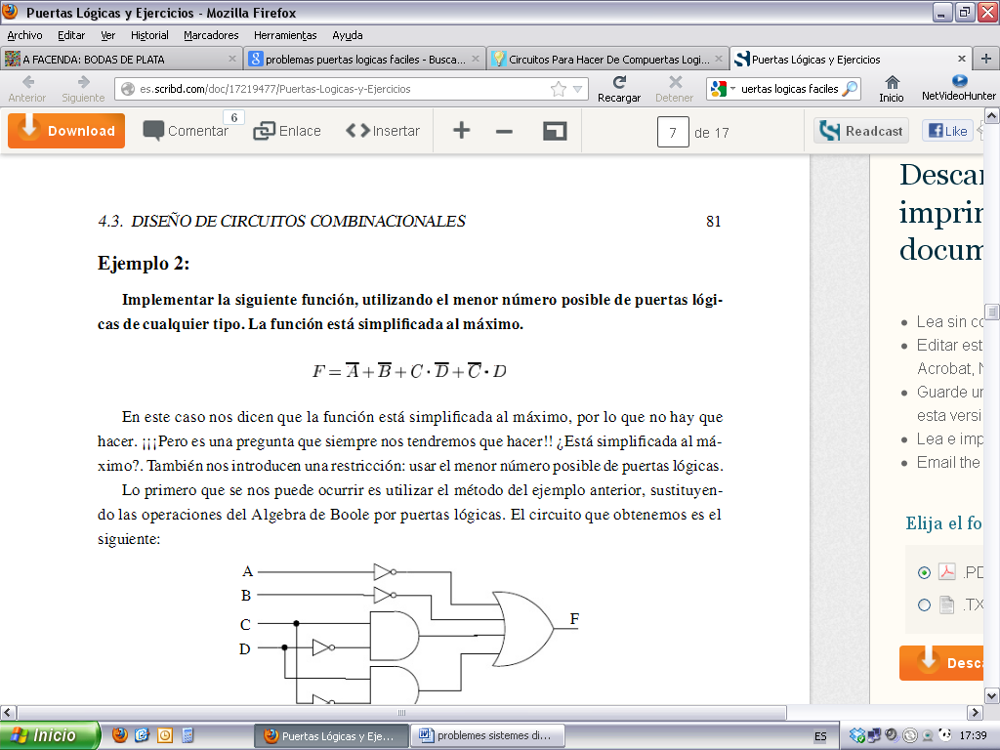 Puertas Lógicas y Ejercicios - Mozilla Firefox
Archivo Editar Ver Historial Marcadores Herramientas Ayuda
A FACENDA: BODAS DE PLATA
problemas puertas logicas faciles - Busca...
Circuitos Para Hacer De Compuertas Logi...
Puertas Lógicas y Ejercicios
Anterior Siguiente
es.scribd.com/doc/17219477/Puertas-Logicas-y-Ejercicios
Recargar Detener
uertas logicas faciles
Inicio NetVideoHunter
Download Comentar 6 Enlace Insertar
7 de 17
Readcast Like
4.3. DISEÑO DE CIRCUITOS COMBINACIONALES 81
Ejemplo 2:
Implementar la siguiente función, utilizando el menor número posible de puertas lógi-
cas de cualquier tipo. La función está simplificada al máximo.
F = A̅ + B̅ + C · D̅ + C̅ · D
En este caso nos dicen que la función está simplificada al máximo, por lo que no hay que
hacer. ¡¡¡Pero es una pregunta que siempre nos tendremos que hacer!! ¿Está simplificada al má-
ximo?. También nos introducen una restricción: usar el menor número posible de puertas lógicas.
Lo primero que se nos puede ocurrir es utilizar el método del ejemplo anterior, sustituyen-
do las operaciones del Algebra de Boole por puertas lógicas. El circuito que obtenemos es el
siguiente:
A
B
C
D
F
Descar
imprin
docum
Lea sin co
Editar est
Acrobat, N
Guarde un
esta versi
Lea e imp
Email the
Elija el fo
.PD
.TX
Desca
Inicio
Puertas Lógicas y Eje...
problemes sistemes di...
ES
17:39